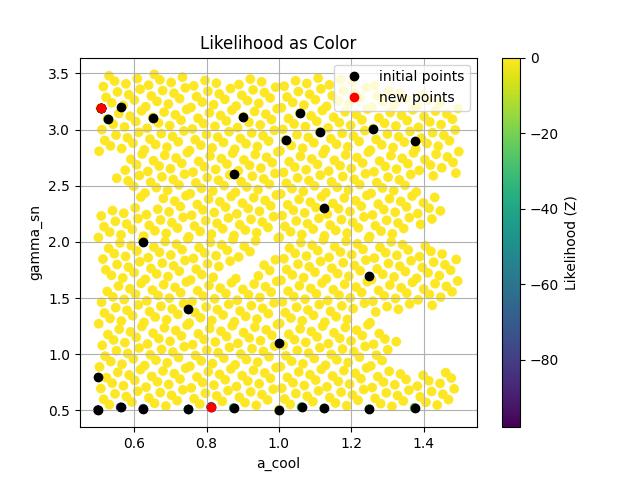 Likelihood as Color
initial points
new points
3.5
3.0
2.5
2.0
1.5
1.0
0.5
gamma_sn
0.6
0.8
1.0
1.2
1.4
a_cool
0
−20
−40
−60
−80
Likelihood (Z)